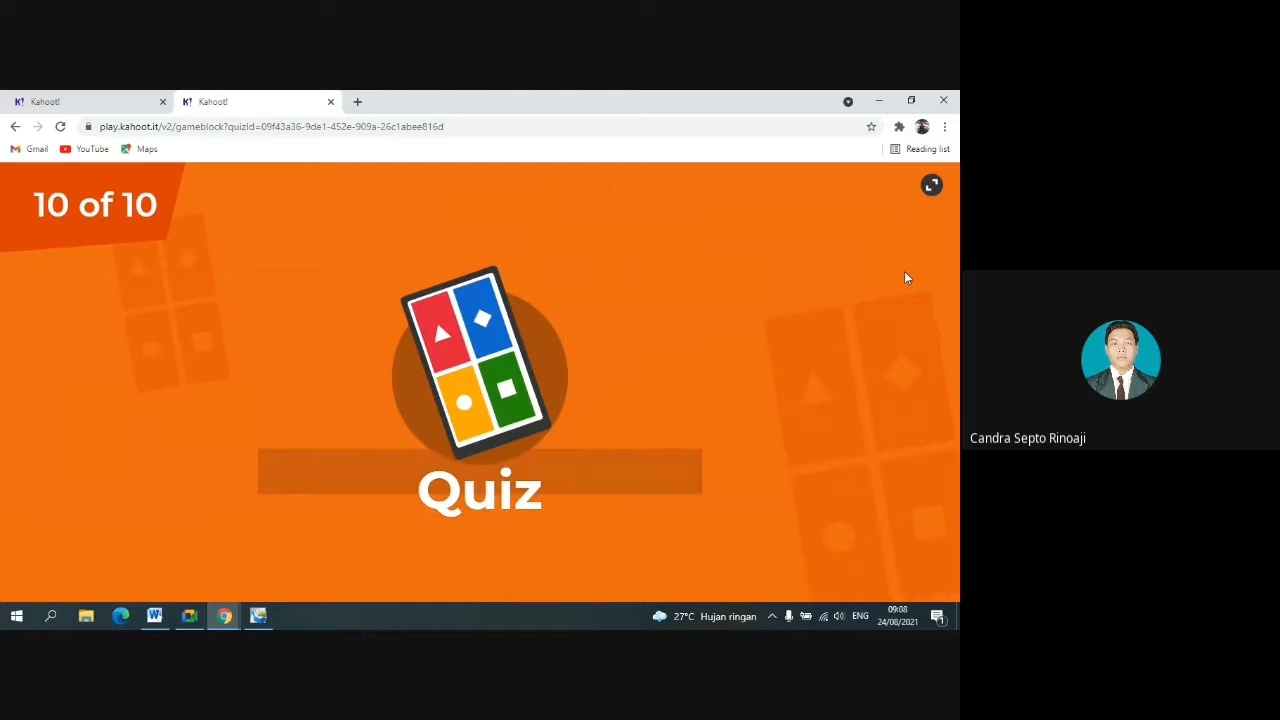 K! Kahoot!
K! Kahoot!
play.kahoot.it/v2/gameblock?quizId=09f43a36-9de1-452e-909a-26c1abee816d
Gmail
YouTube
Maps
Reading list
10 of 10
Quiz
Candra Septo Rinoaji
27°C Hujan ringan
ENG
09:08
24/08/2021
1